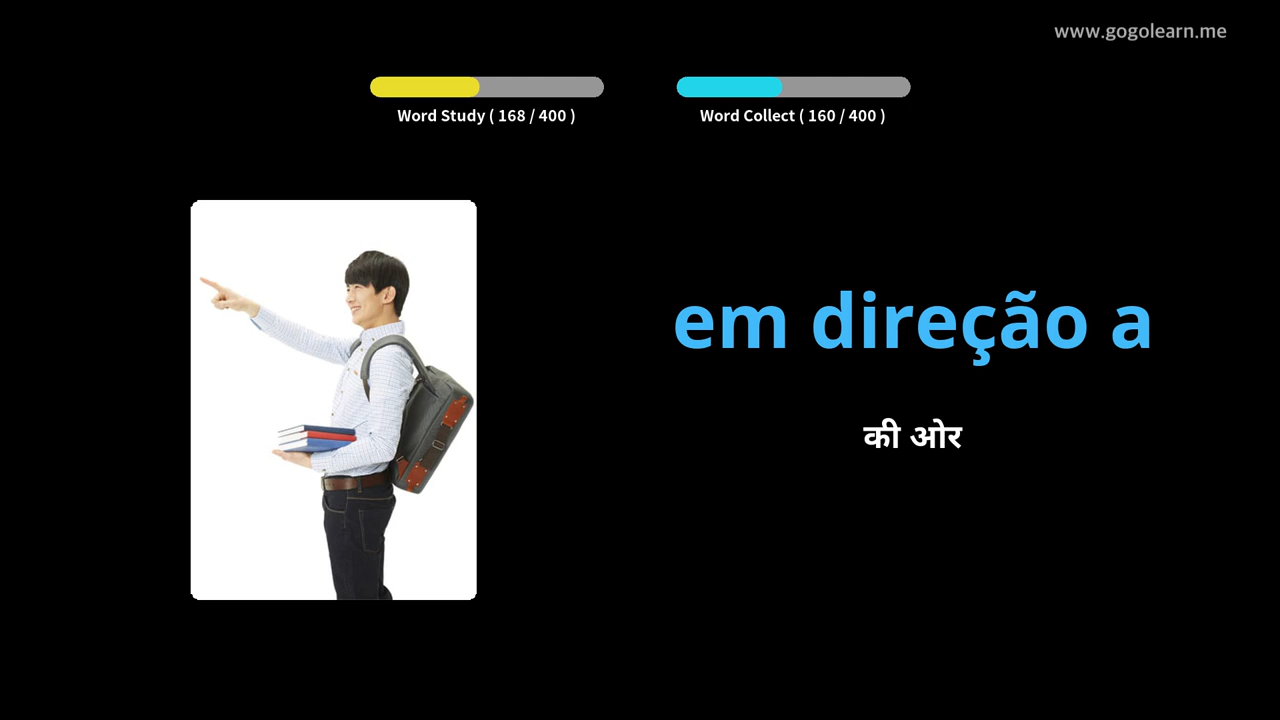 www.gogolearn.me
Word Study ( 168 / 400 )
Word Collect ( 160 / 400 )
em direção a
की ओर